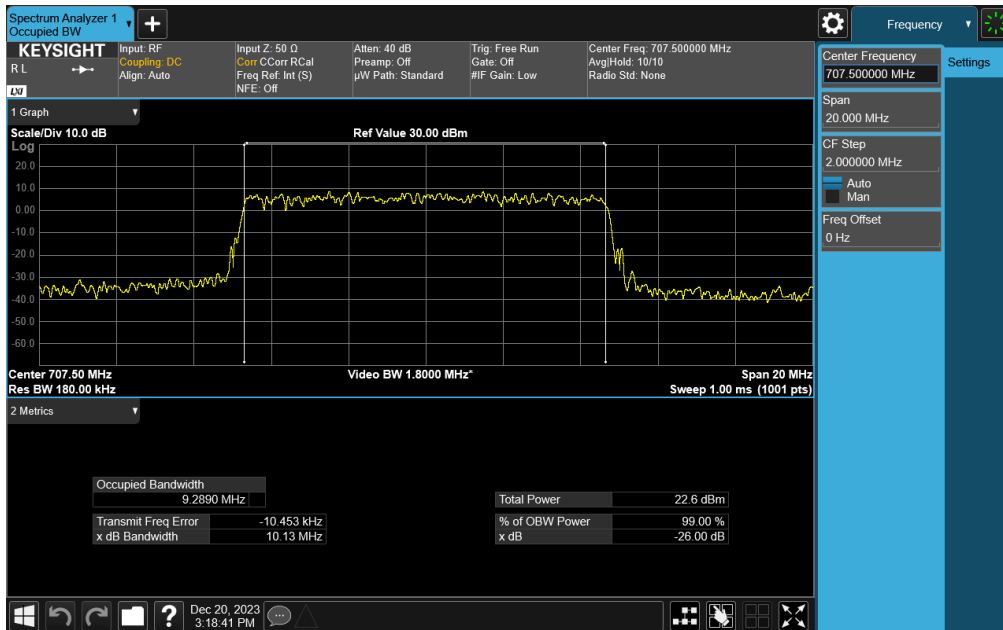 Spectrum Analyzer 1
Occupied BW
Frequency
KEYSIGHT
R L
LXI
Input: RF
Coupling: DC
Align: Auto
Input Z: 50 Ω
Corr CCorr RCal
Freq Ref: Int (S)
NFE: Off
Atten: 40 dB
Preamp: Off
µW Path: Standard
Trig: Free Run
Gate: Off
#IF Gain: Low
Center Freq: 707.500000 MHz
Avg|Hold: 10/10
Radio Std: None
Center Frequency
707.500000 MHz
Settings
Span
20.000 MHz
CF Step
2.000000 MHz
Auto
Man
Freq Offset
0 Hz
1 Graph
Scale/Div 10.0 dB
Ref Value 30.00 dBm
Log
20.0
10.0
0.00
-10.0
-20.0
-30.0
-40.0
-50.0
-60.0
Center 707.50 MHz
Video BW 1.8000 MHz*
Span 20 MHz
Res BW 180.00 kHz
Sweep 1.00 ms (1001 pts)
2 Metrics
Occupied Bandwidth
9.2890 MHz
Total Power 22.6 dBm
Transmit Freq Error -10.453 kHz
% of OBW Power 99.00 %
x dB Bandwidth 10.13 MHz
x dB -26.00 dB
?
Dec 20, 2023
3:18:41 PM